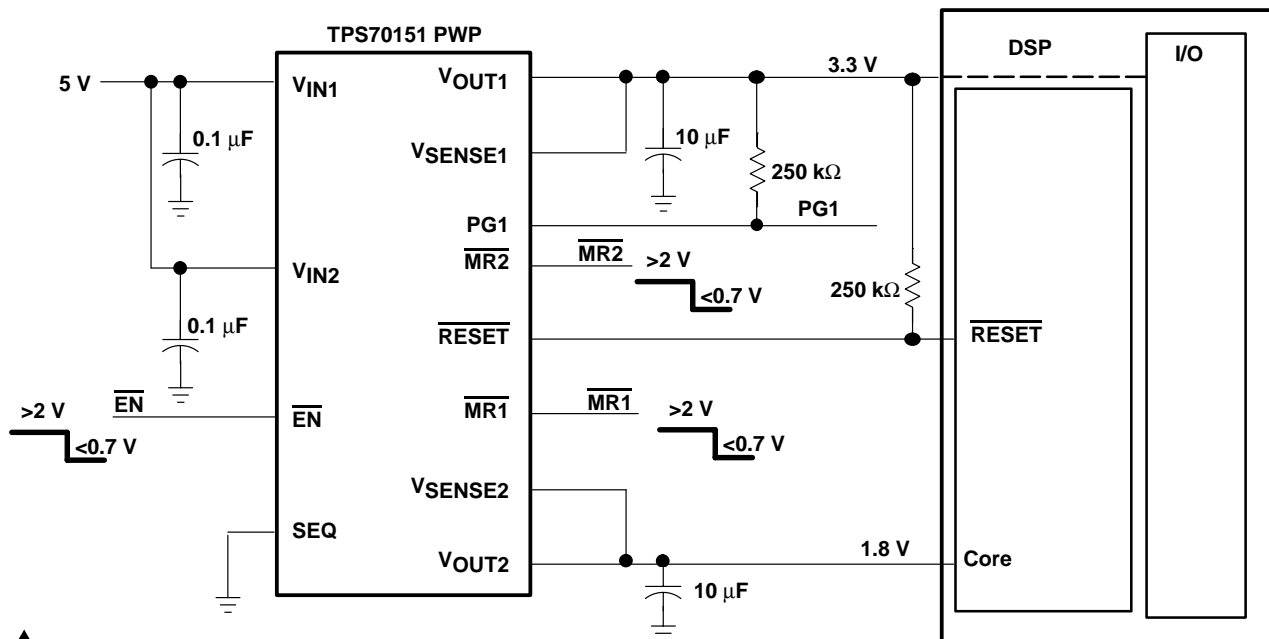 TPS70151 PWP
DSP
I/O
5 V
VIN1
VOUT1
3.3 V
0.1 μF
VSENSE1
10 μF
250 kΩ
PG1
PG1
MR2
MR2
>2 V
<0.7 V
VIN2
250 kΩ
0.1 μF
RESET
RESET
>2 V
<0.7 V
EN
EN
MR1
MR1
>2 V
<0.7 V
VSENSE2
SEQ
VOUT2
1.8 V
Core
10 μF